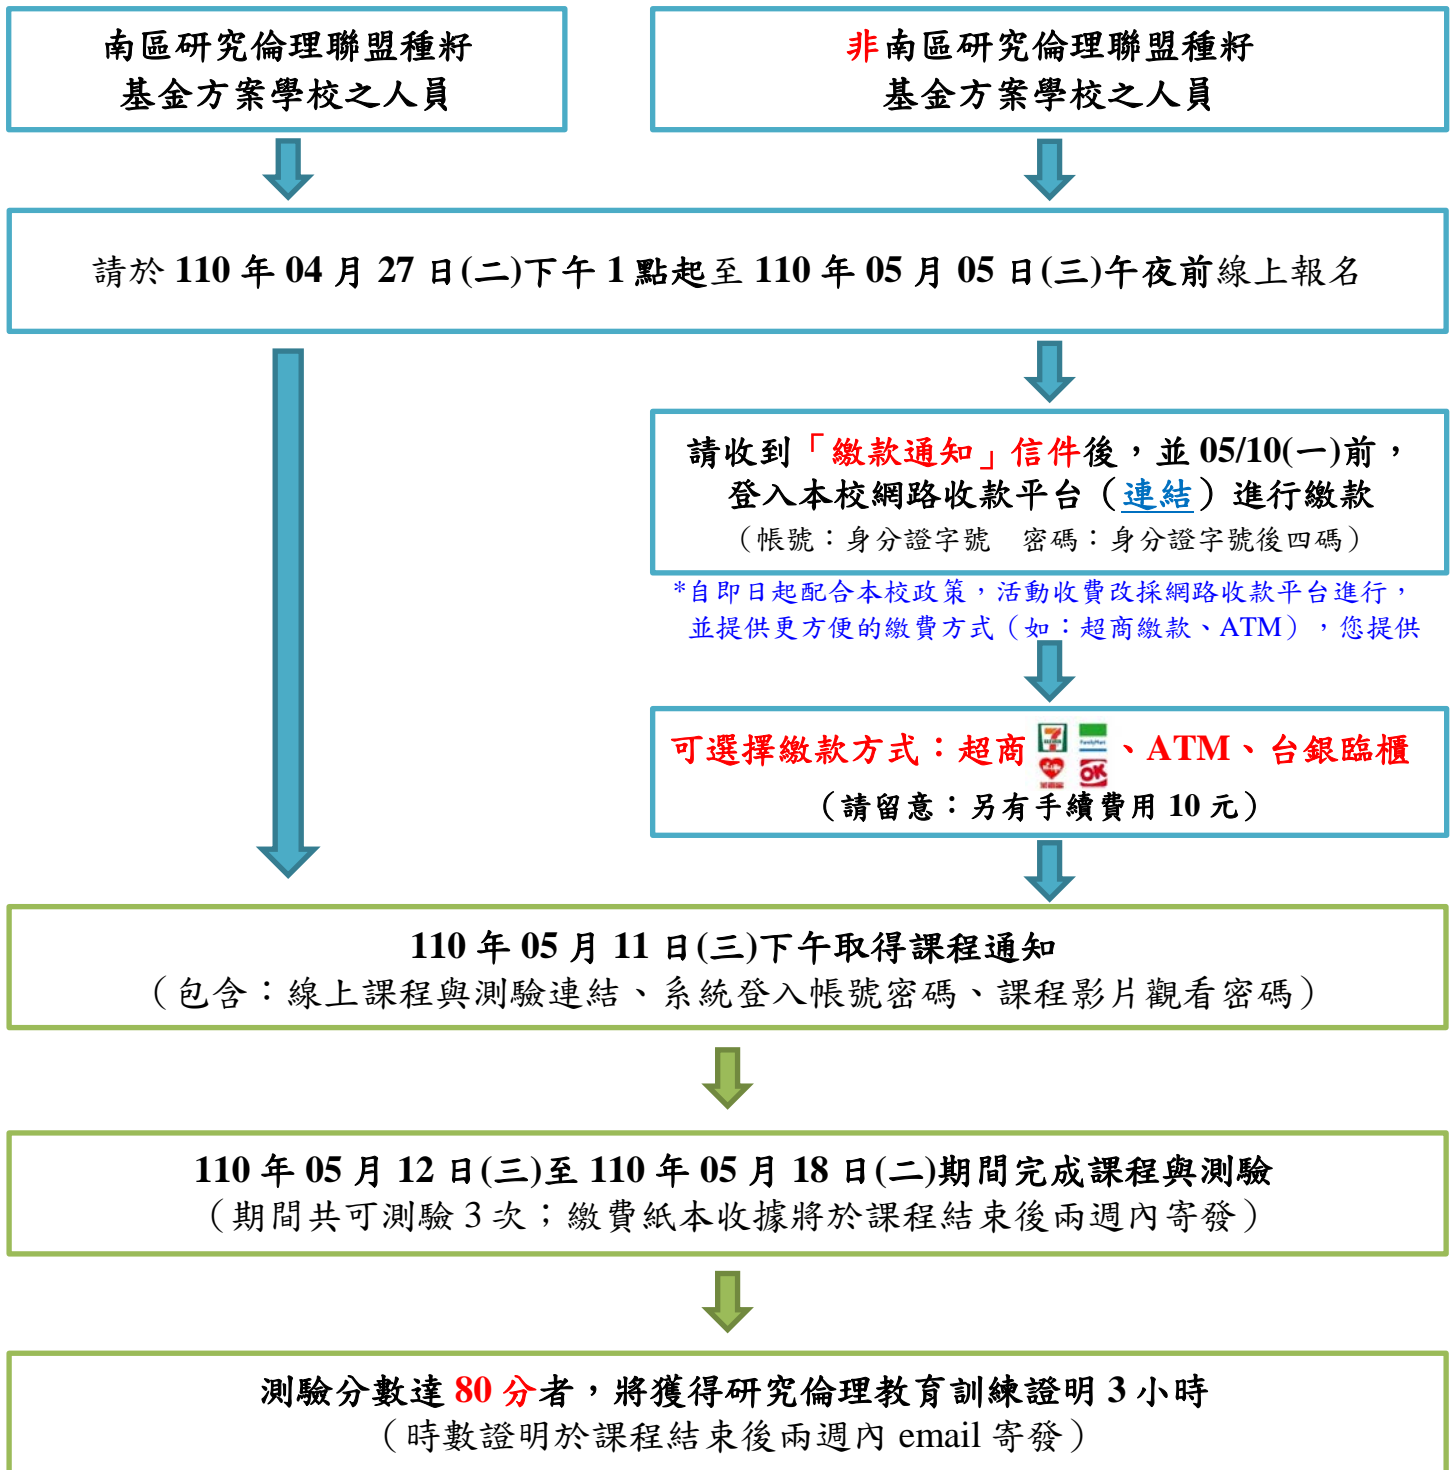 南區研究倫理聯盟種籽
基金方案學校之人員
非南區研究倫理聯盟種籽
基金方案學校之人員
請於 110 年 04 月 27 日(二)下午 1 點起至 110 年 05 月 05 日(三)午夜前線上報名
請收到「繳款通知」信件後，並 05/10(一)前，
登入本校網路收款平台（連結）進行繳款
（帳號：身分證字號　密碼：身分證字號後四碼）
*自即日起配合本校政策，活動收費改採網路收款平台進行，
並提供更方便的繳費方式（如：超商繳款、ATM），您提供
可選擇繳款方式：超商 7 ELEVEN FamilyMart OK、ATM、台銀臨櫃
（請留意：另有手續費用 10 元）
110 年 05 月 11 日(三)下午取得課程通知
（包含：線上課程與測驗連結、系統登入帳號密碼、課程影片觀看密碼）
110 年 05 月 12 日(三)至 110 年 05 月 18 日(二)期間完成課程與測驗
（期間共可測驗 3 次；繳費紙本收據將於課程結束後兩週內寄發）
測驗分數達 80 分者，將獲得研究倫理教育訓練證明 3 小時
（時數證明於課程結束後兩週內 email 寄發）